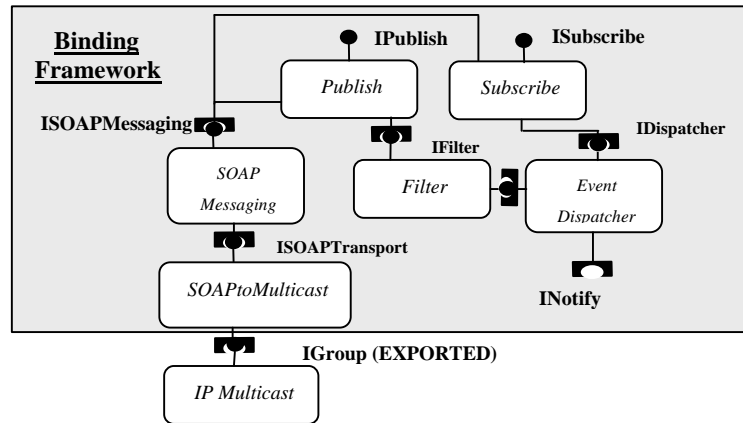 Binding
Framework
IPublish
ISubscribe
Publish
Subscribe
ISOAPMessaging
IDispatcher
IFilter
SOAP
Messaging
Filter
Event
Dispatcher
ISOAPTransport
SOAPtoMulticast
INotify
IGroup (EXPORTED)
IP Multicast